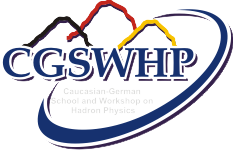 CGSWHP
Caucasian-German
School and Workshop on
Hadron Physics